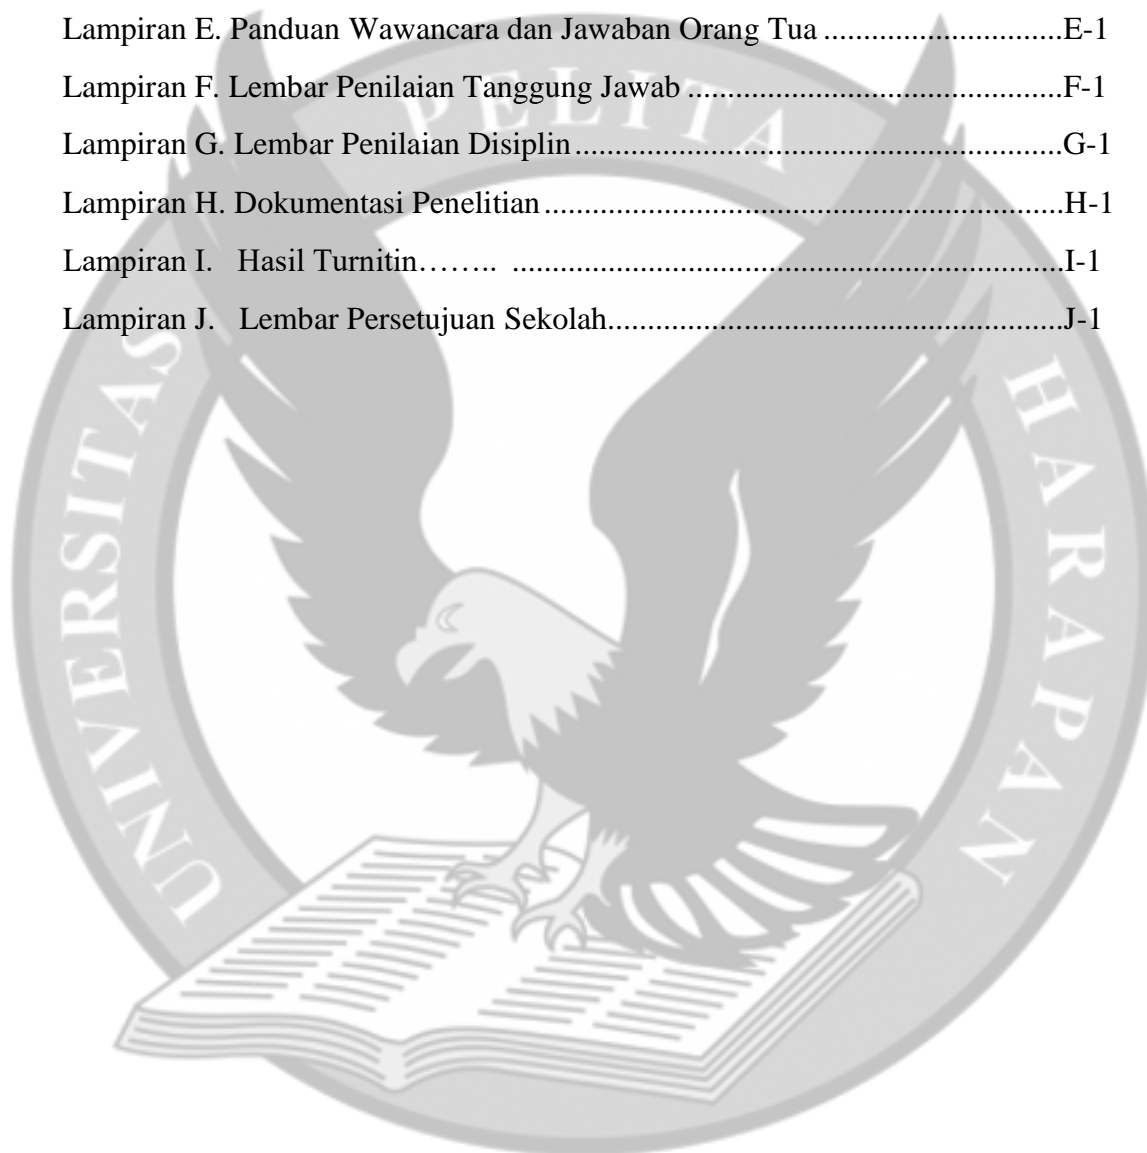 Lampiran E. Panduan Wawancara dan Jawaban Orang Tua ..............................E-1
Lampiran F. Lembar Penilaian Tanggung Jawab ...............................................F-1
Lampiran G. Lembar Penilaian Disiplin.............................................................G-1
Lampiran H. Dokumentasi Penelitian.................................................................H-1
Lampiran I. Hasil Turnitin…….. .....................................................................I-1
Lampiran J. Lembar Persetujuan Sekolah.........................................................J-1
UNIVERSITAS PELITA HARAPAN